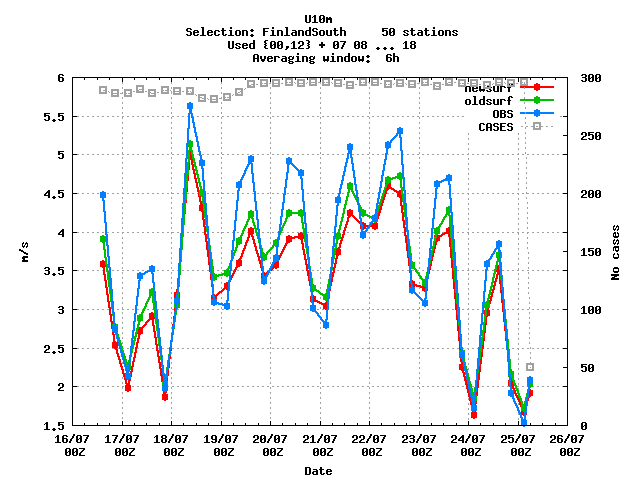 U10m
Selection: FinlandSouth 50 stations
Used {00,12} + 07 08 ... 18
Averaging window: 6h
newsurf
oldsurf
OBS
CASES
6
5.5
5
4.5
4
3.5
3
2.5
2
1.5
m/s
300
250
200
150
100
50
0
No cases
16/07 17/07 18/07 19/07 20/07 21/07 22/07 23/07 24/07 25/07 26/07
00Z 00Z 00Z 00Z 00Z 00Z 00Z 00Z 00Z 00Z 00Z
Date